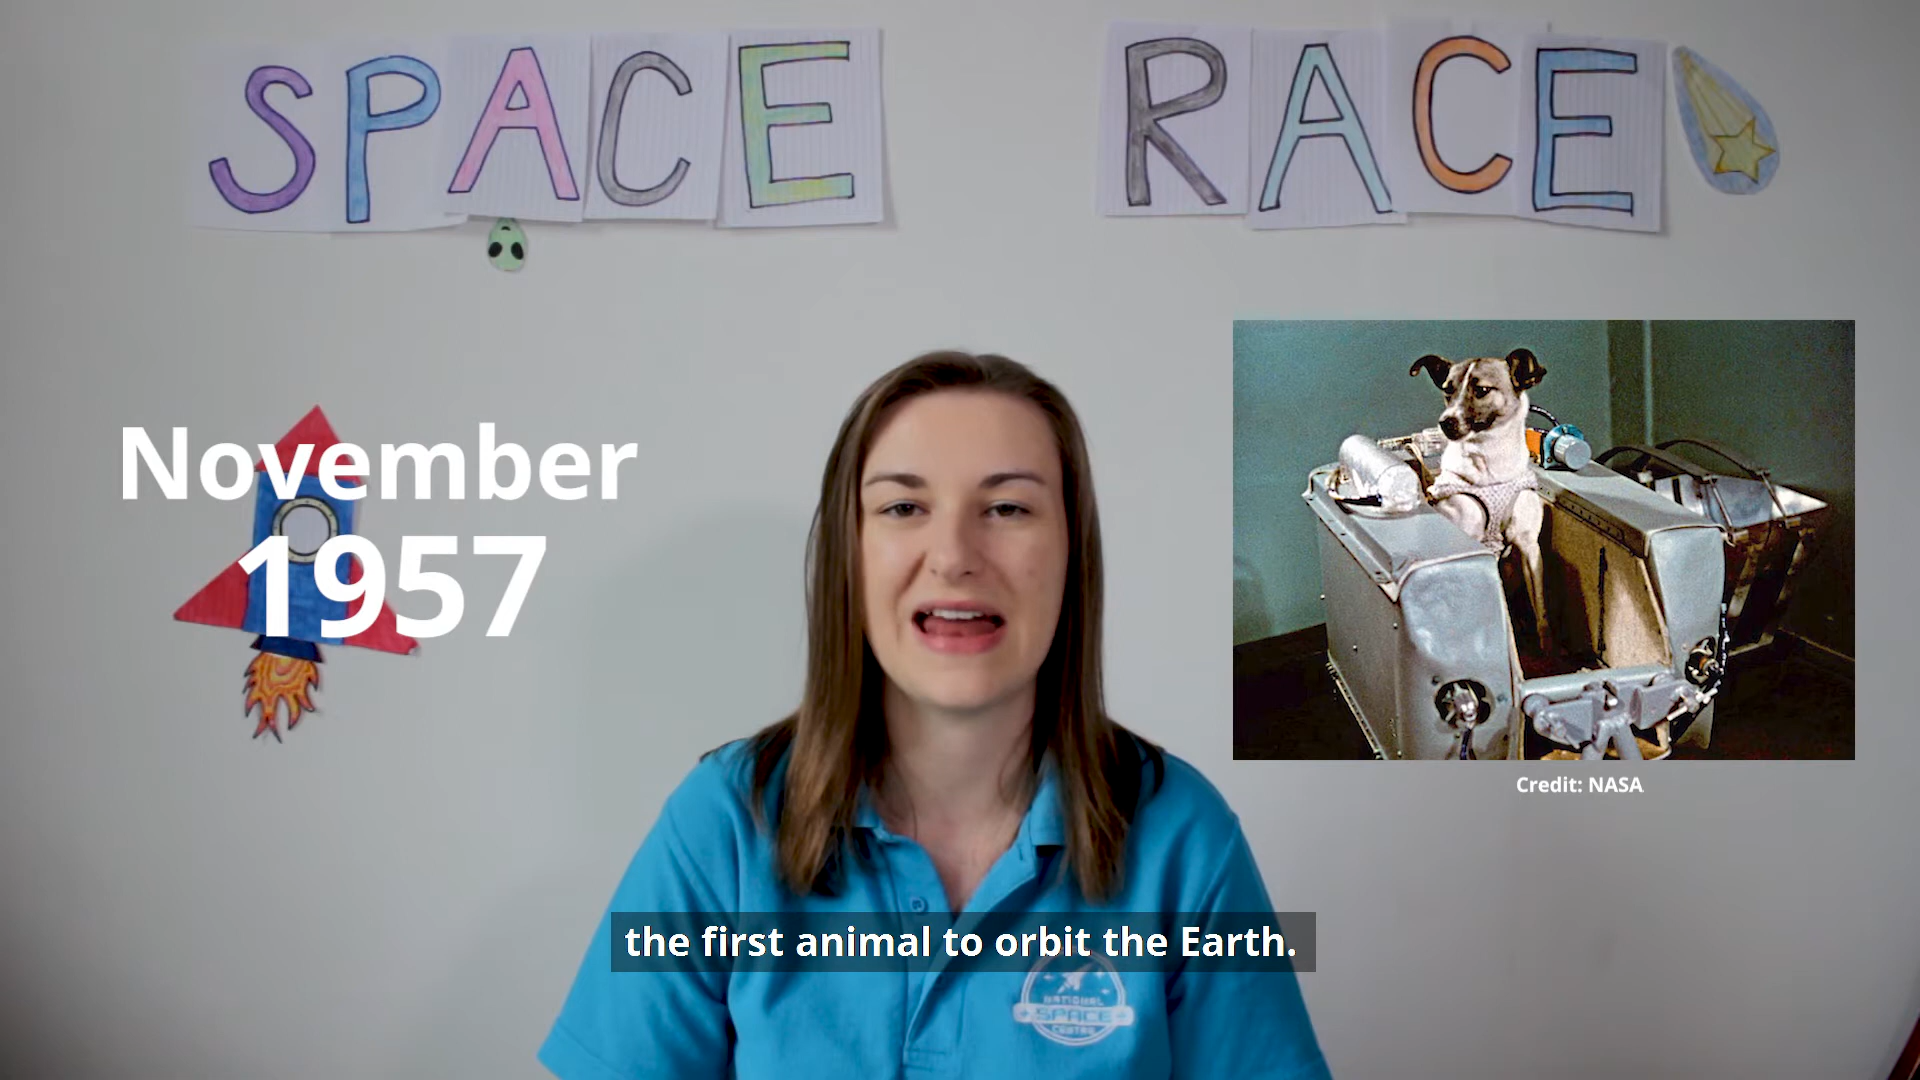 SPACE RACE
November
1957
Credit: NASA
the first animal to orbit the Earth.
NATIONAL
SPACE
CENTRE